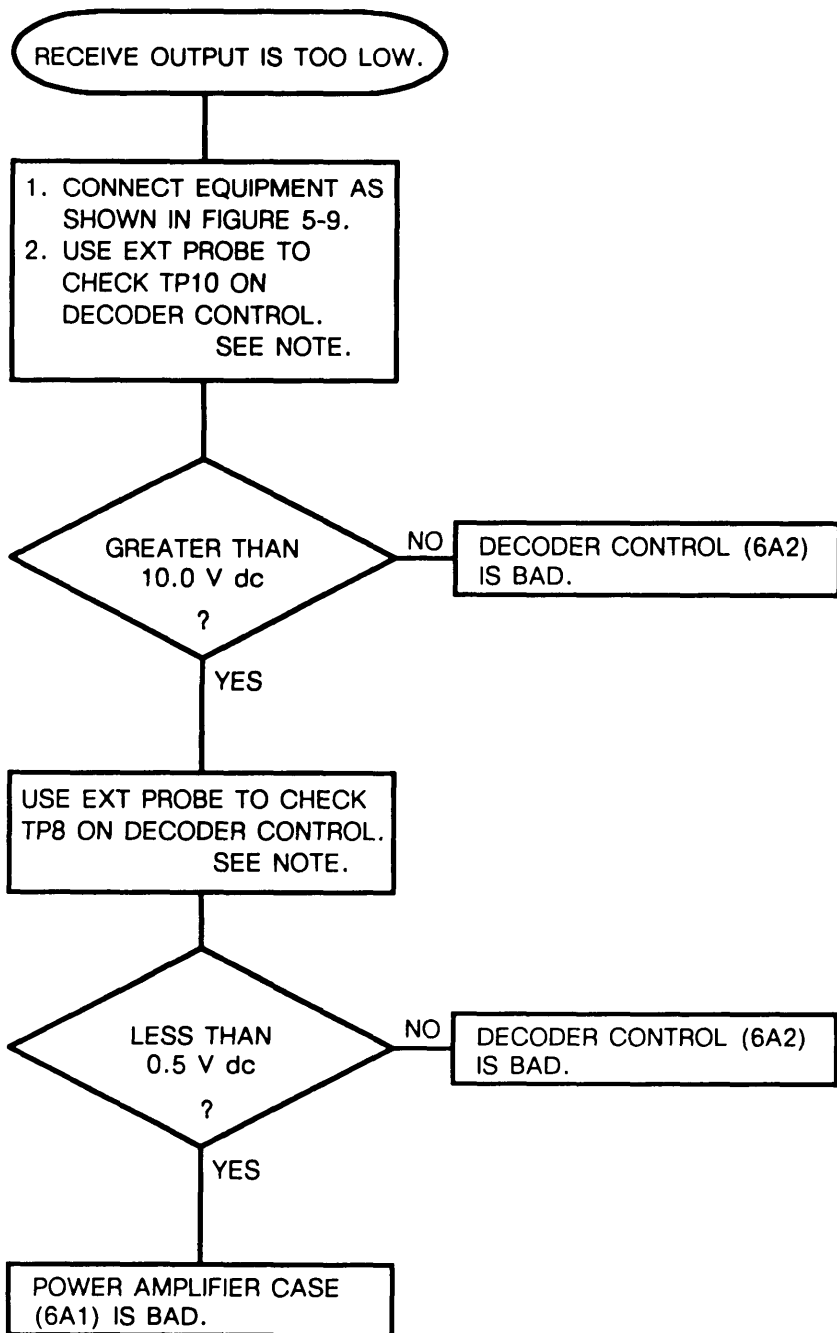 RECEIVE OUTPUT IS TOO LOW.
1. CONNECT EQUIPMENT AS
SHOWN IN FIGURE 5-9.
2. USE EXT PROBE TO
CHECK TP10 ON
DECODER CONTROL.
SEE NOTE.
GREATER THAN
10.0 V dc
?
NO
DECODER CONTROL (6A2)
IS BAD.
YES
USE EXT PROBE TO CHECK
TP8 ON DECODER CONTROL.
SEE NOTE.
LESS THAN
0.5 V dc
?
NO
DECODER CONTROL (6A2)
IS BAD.
YES
POWER AMPLIFIER CASE
(6A1) IS BAD.